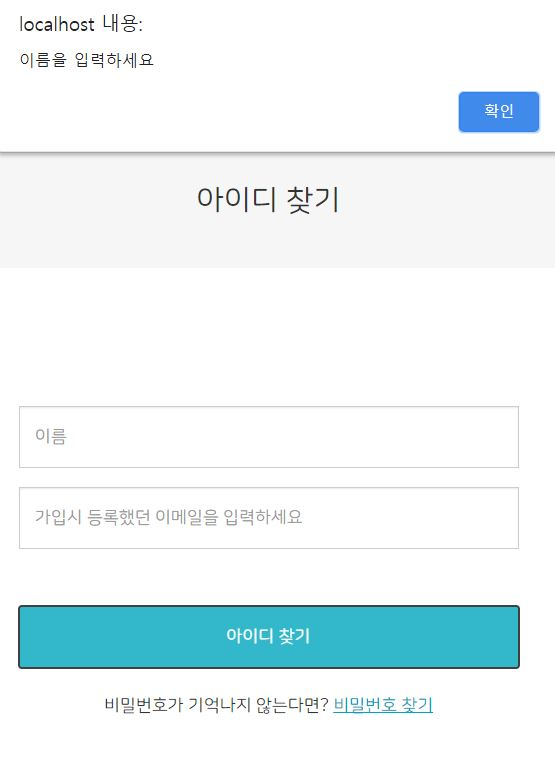 localhost 내용:
이름을 입력하세요
확인
아이디 찾기
이름
가입시 등록했던 이메일을 입력하세요
아이디 찾기
비밀번호가 기억나지 않는다면? 비밀번호 찾기